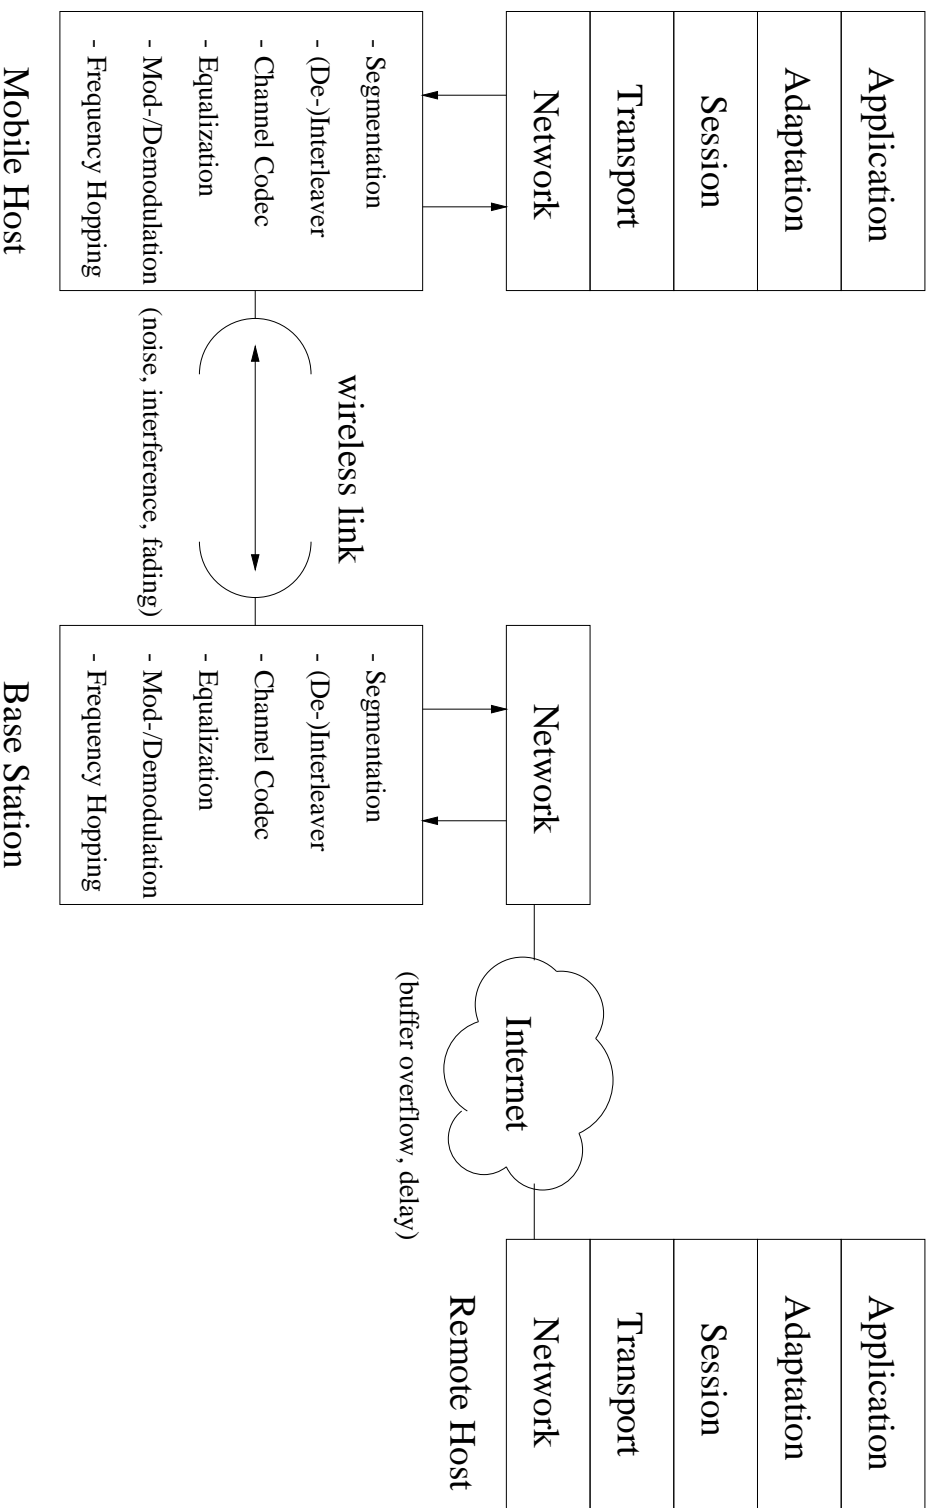 Application
Adaptation
Session
Transport
Network
- Segmentation
- (De-)Interleaver
- Channel Codec
- Equalization
- Mod-/Demodulation
- Frequency Hopping
Mobile Host
wireless link
(noise, interference, fading)
Network
- Segmentation
- (De-)Interleaver
- Channel Codec
- Equalization
- Mod-/Demodulation
- Frequency Hopping
Base Station
Internet
(buffer overflow, delay)
Application
Adaptation
Session
Transport
Network
Remote Host